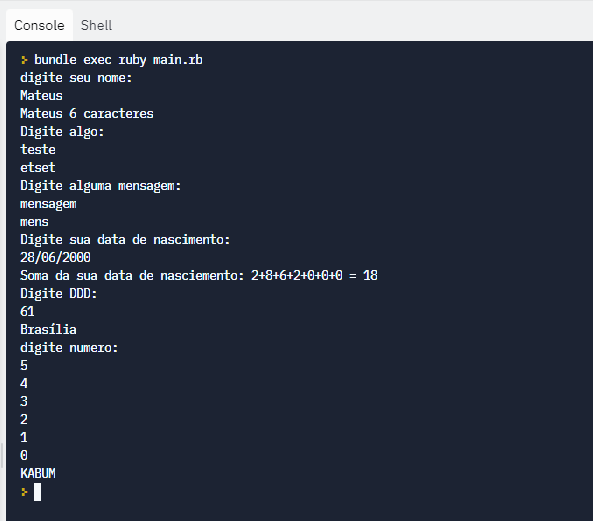 Console Shell
> bundle exec ruby main.rb
digite seu nome:
Mateus
Mateus 6 caracteres
Digite algo:
teste
etset
Digite alguma mensagem:
mensagem
mens
Digite sua data de nascimento:
28/06/2000
Soma da sua data de nasciemento: 2+8+6+2+0+0+0 = 18
Digite DDD:
61
Brasília
digite numero:
5
4
3
2
1
0
KABUM
>